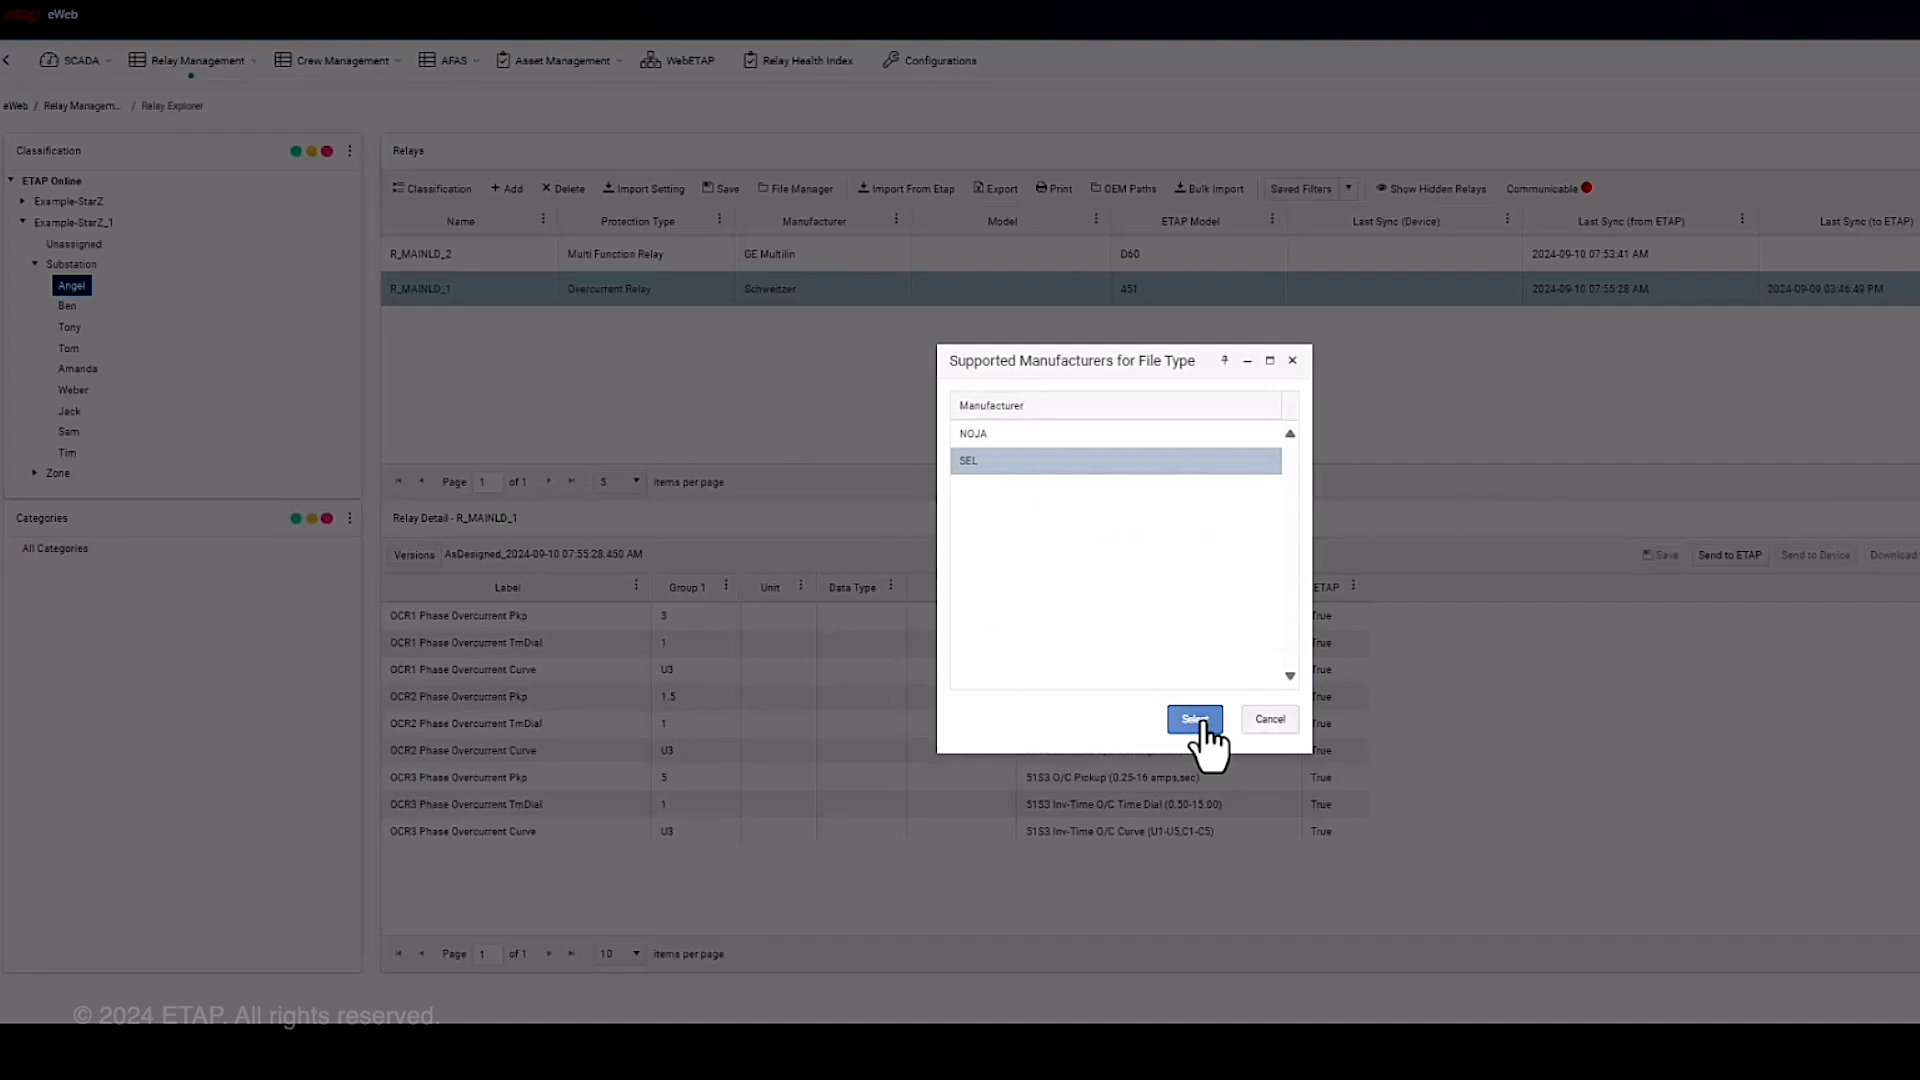 etap eWeb
SCADA Relay Management Crew Management AFAS Asset Management WebETAP Relay Health Index Configurations
eWeb / Relay Managem... / Relay Explorer
Classification
ETAP Online
Example-StarZ
Example-StarZ_1
Unassigned
Substation
Angel
Ben
Tony
Tom
Amanda
Weber
Jack
Sam
Tim
Zone
Categories
All Categories
Relays
Classification + Add Delete Import Setting Save File Manager Import From Etap Export Print OEM Paths Bulk Import Saved Filters Show Hidden Relays Communicable
Name Protection Type Manufacturer Model ETAP Model Last Sync (Device) Last Sync (from ETAP) Last Sync (to ETAP)
R_MAINLD_2 Multi Function Relay GE Multilin D60 2024-09-10 07:53:41 AM
R_MAINLD_1 Overcurrent Relay Schweitzer 451 2024-09-10 07:55:28 AM 2024-09-09 03:46:49 PM
Page 1 of 1 5 items per page
Supported Manufacturers for File Type
Manufacturer
NOJA
SEL
Select Cancel
Relay Detail - R_MAINLD_1
Versions AsDesigned_2024-09-10 07:55:28.450 AM Save Send to ETAP Send to Device Download
Label Group 1 Unit Data Type ETAP
OCR1 Phase Overcurrent Pkp 3 True
OCR1 Phase Overcurrent TmDial 1 True
OCR1 Phase Overcurrent Curve U3 True
OCR2 Phase Overcurrent Pkp 1.5 True
OCR2 Phase Overcurrent TmDial 1 True
OCR2 Phase Overcurrent Curve U3 True
OCR3 Phase Overcurrent Pkp 5 51S3 O/C Pickup (0.25-16 amps,sec) True
OCR3 Phase Overcurrent TmDial 1 51S3 Inv-Time O/C Time Dial (0.50-15.00) True
OCR3 Phase Overcurrent Curve U3 51S3 Inv-Time O/C Curve (U1-U5,C1-C5) True
Page 1 of 1 10 items per page
© 2024 ETAP. All rights reserved.